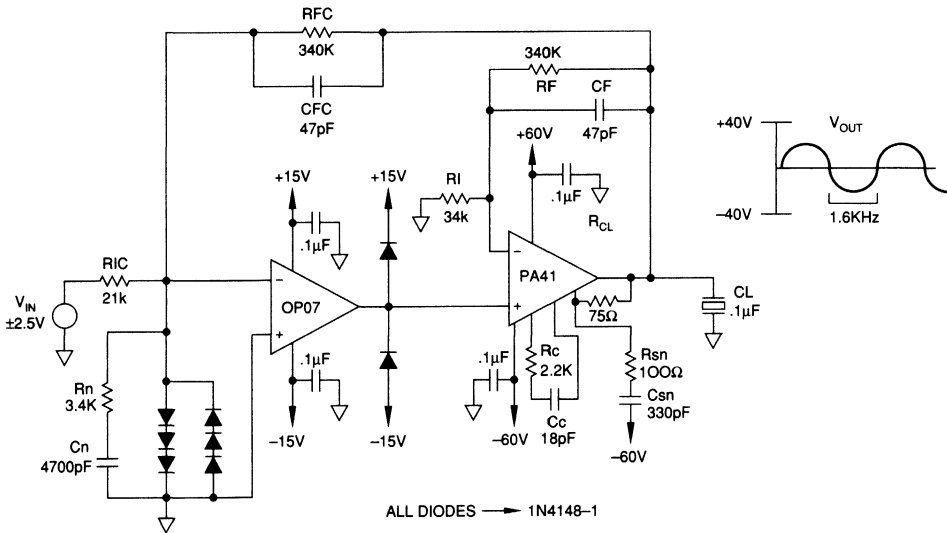 RFC
340K
CFC
47pF
340K
RF
CF
47pF
+60V
.1µF
RCL
RI
34k
+40V
VOUT
–40V
1.6KHz
+15V
.1µF
+15V
RIC
21k
VIN
±2.5V
–
OP07
+
–
PA41
+
75Ω
CL
.1µF
.1µF
–15V
–15V
.1µF
–60V
Rc
2.2K
Cc
18pF
Rsn
100Ω
Csn
330pF
–60V
Rn
3.4K
Cn
4700pF
ALL DIODES → 1N4148–1